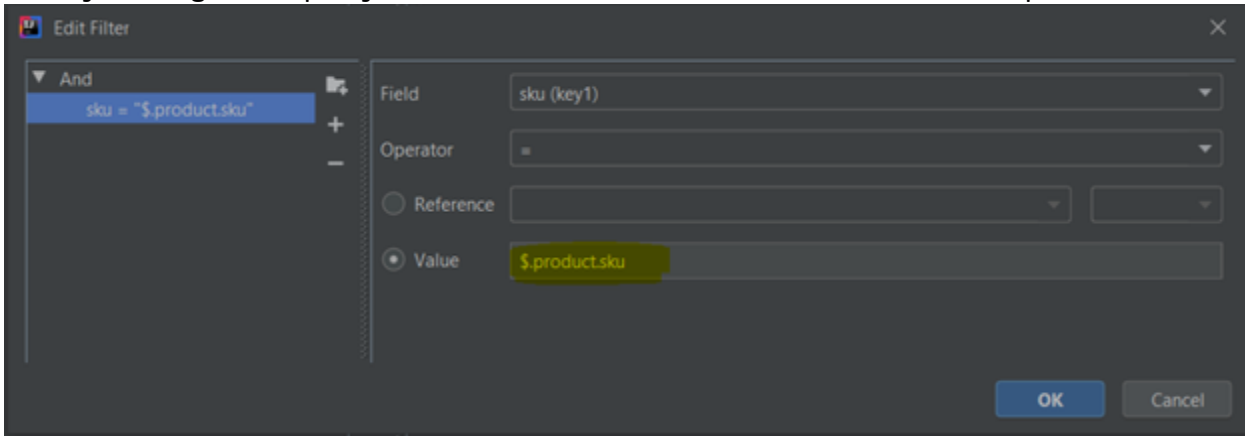 Edit Filter
And
sku = "$.product.sku"
Field
sku (key1)
Operator
=
Reference
Value
$.product.sku
OK
Cancel